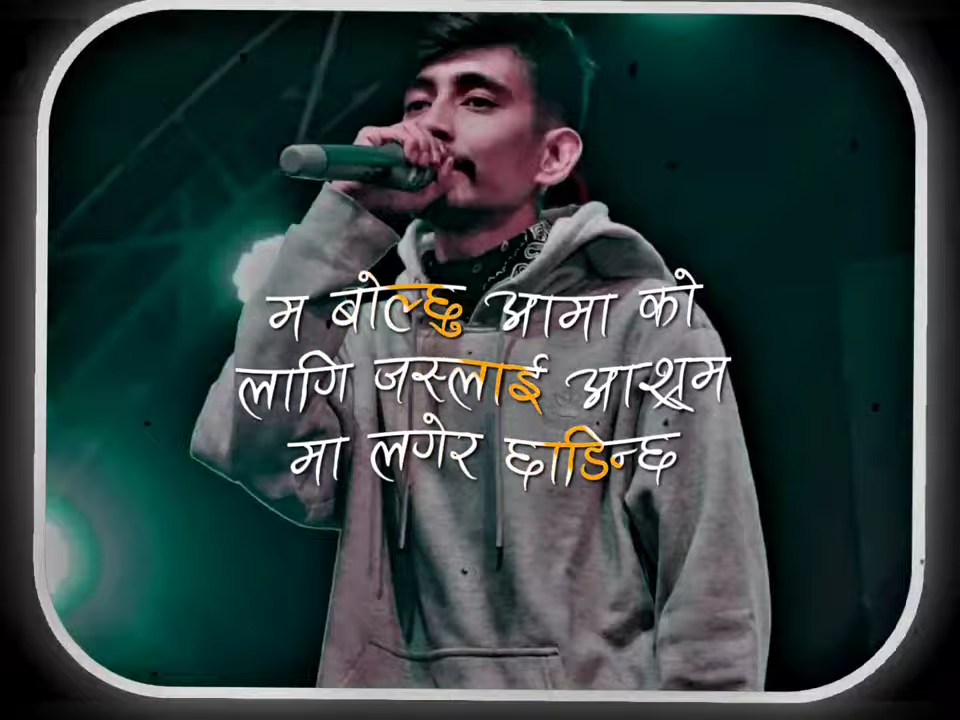 म बोल्छु आमा को
लागि जस्लाई आश्रम
मा लगेर छाडिन्छ